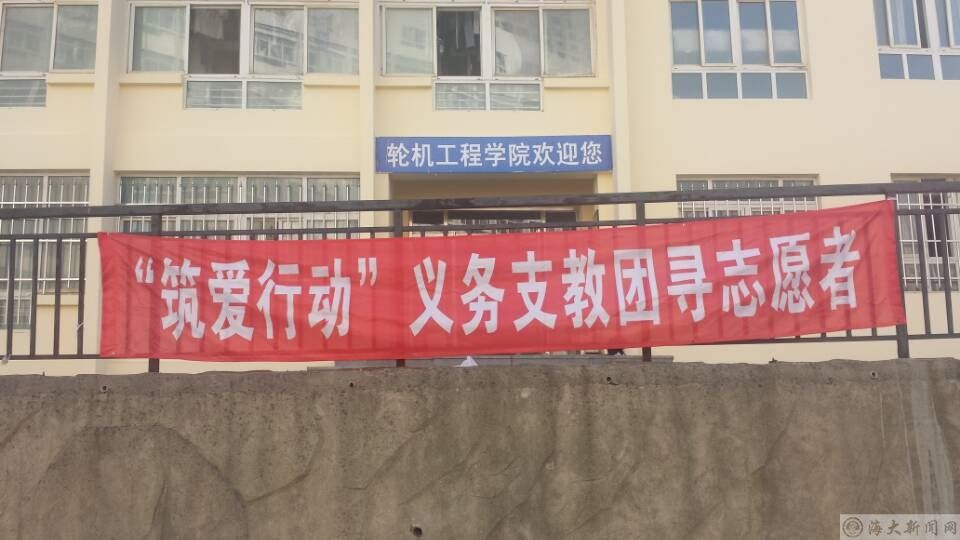 轮机工程学院欢迎您
“筑爱行动” 义务支教团寻志愿者
海大新闻网